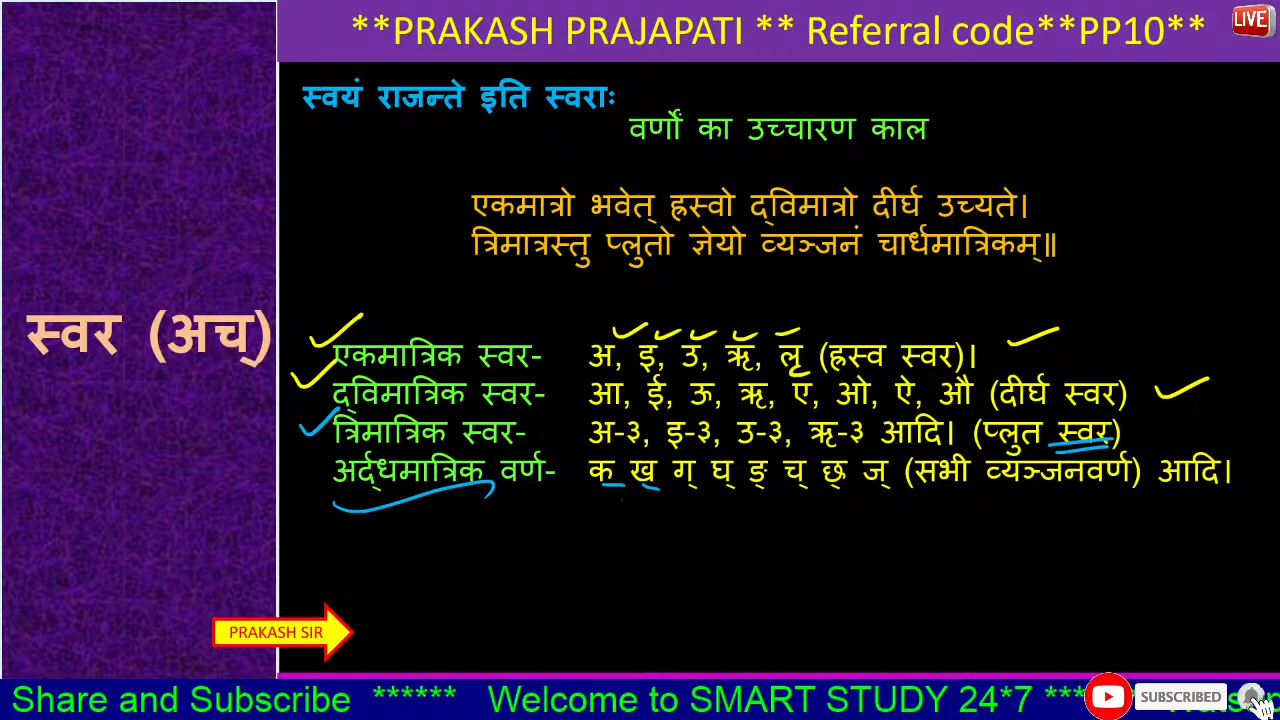 **PRAKASH PRAJAPATI ** Referral code**PP10**
LIVE
स्वयं राजन्ते इति स्वराः
वर्णों का उच्चारण काल
एकमात्रो भवेत् ह्रस्वो द्विमात्रो दीर्घ उच्यते।
त्रिमात्रस्तु प्लुतो ज्ञेयो व्यञ्जनं चार्धमात्रिकम्॥
स्वर (अच्)
एकमात्रिक स्वर- अ, इ, उ, ऋ, लृ (ह्रस्व स्वर)।
द्विमात्रिक स्वर- आ, ई, ऊ, ऋ, ए, ओ, ऐ, औ (दीर्घ स्वर)
त्रिमात्रिक स्वर- अ-३, इ-३, उ-३, ऋ-३ आदि। (प्लुत स्वर)
अर्द्धमात्रिक वर्ण- क ख् ग् घ् ङ् च् छ् ज् (सभी व्यञ्जनवर्ण) आदि।
PRAKASH SIR
Share and Subscribe ****** Welcome to SMART STUDY 24*7
SUBSCRIBED